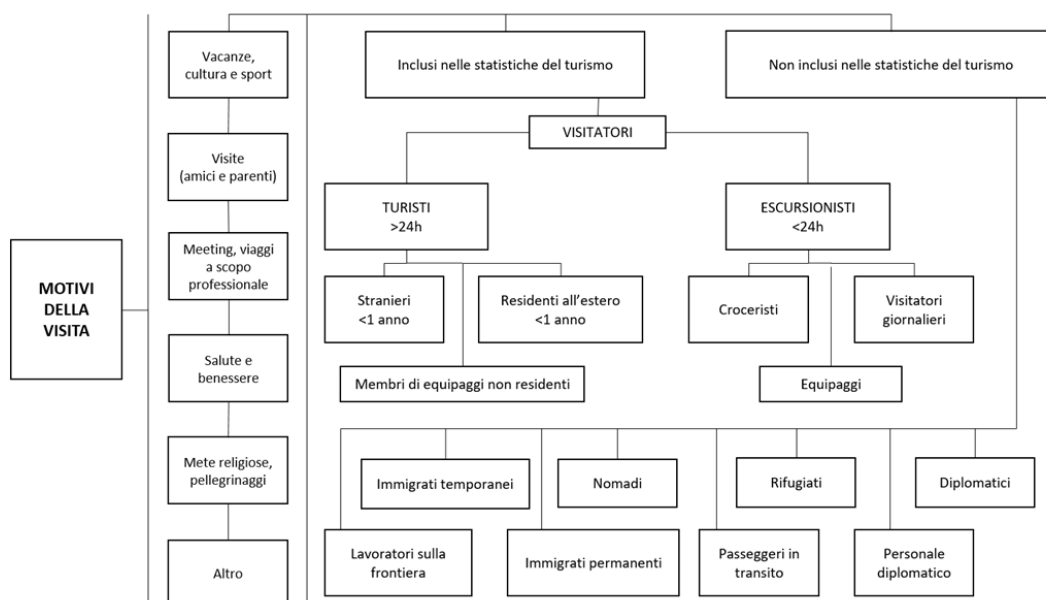 MOTIVI
DELLA
VISITA
Vacanze,
cultura e sport
Visite
(amici e parenti)
Meeting, viaggi
a scopo
professionale
Salute e
benessere
Mete religiose,
pellegrinaggi
Altro
Inclusi nelle statistiche del turismo
Non inclusi nelle statistiche del turismo
VISITATORI
TURISTI
>24h
ESCURSIONISTI
<24h
Stranieri
<1 anno
Residenti all’estero
<1 anno
Croceristi
Visitatori
giornalieri
Membri di equipaggi non residenti
Equipaggi
Immigrati temporanei
Nomadi
Rifugiati
Diplomatici
Lavoratori sulla
frontiera
Immigrati permanenti
Passeggeri in
transito
Personale
diplomatico